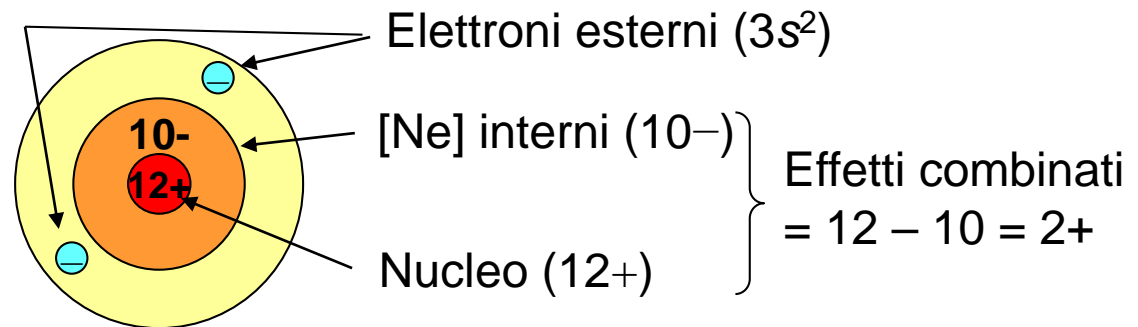 Elettroni esterni (3s²)
10-
[Ne] interni (10−)
12+
Effetti combinati
= 12 – 10 = 2+
Nucleo (12+)